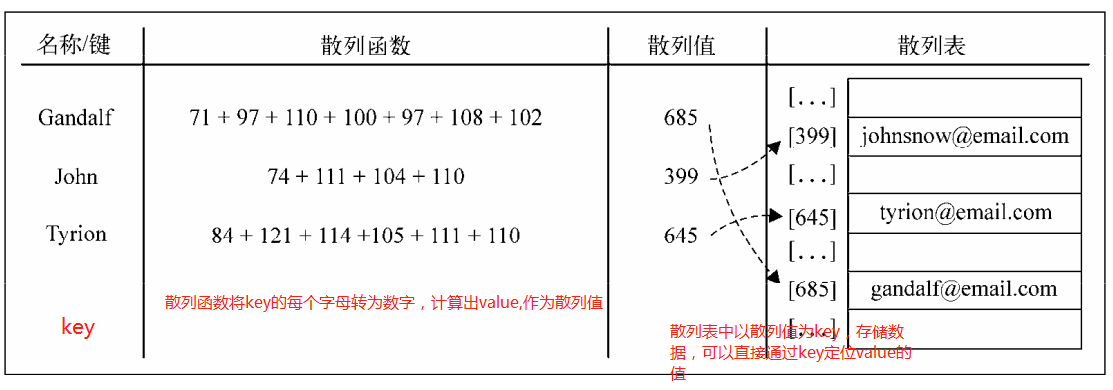 名称/键 散列函数 散列值 散列表
[...]
Gandalf 71 + 97 + 110 + 100 + 97 + 108 + 102 685
[399] johnsnow@email.com
John 74 + 111 + 104 + 110 399 [...]
[645] tyrion@email.com
Tyrion 84 + 121 + 114 +105 + 111 + 110 645
[...]
[685] gandalf@email.com
散列函数将key的每个字母转为数字，计算出value,作为散列值
key
[...]
散列表中以散列值为key，存储数
据，可以直接通过key定位value的
值